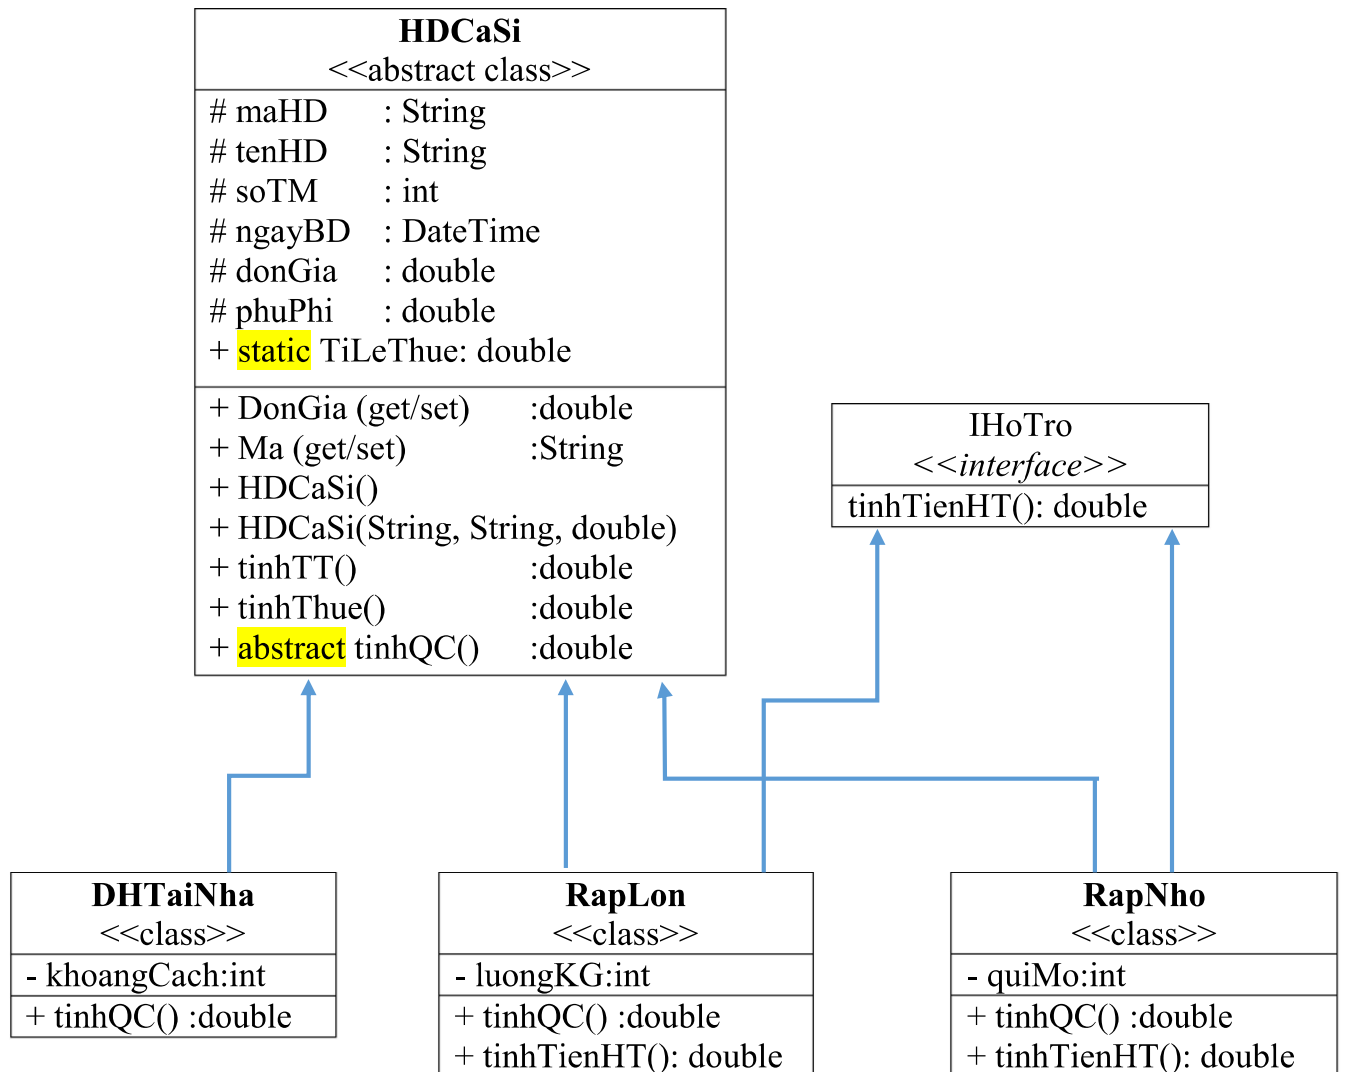 HDCaSi
<<abstract class>>
# maHD : String
# tenHD : String
# soTM : int
# ngayBD : DateTime
# donGia : double
# phuPhi : double
+ static TiLeThue: double
+ DonGia (get/set) :double
+ Ma (get/set) :String
+ HDCaSi()
+ HDCaSi(String, String, double)
+ tinhTT() :double
+ tinhThue() :double
+ abstract tinhQC() :double
IHoTro
<<interface>>
tinhTienHT(): double
DHTaiNha
<<class>>
- khoangCach:int
+ tinhQC() :double
RapLon
<<class>>
- luongKG:int
+ tinhQC() :double
+ tinhTienHT(): double
RapNho
<<class>>
- quiMo:int
+ tinhQC() :double
+ tinhTienHT(): double